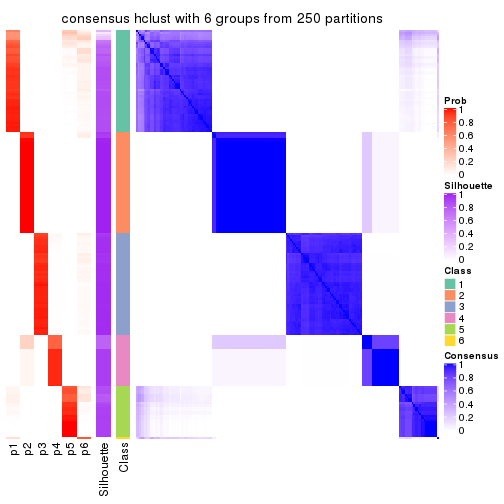 consensus hclust with 6 groups from 250 partitions
Prob
1
0.8
0.6
0.4
0.2
0
Silhouette
1
0.8
0.6
0.4
0.2
0
Class
1
2
3
4
5
6
Consensus
1
0.8
0.6
0.4
0.2
0
p1
p2
p3
p4
p5
p6
Silhouette
Class